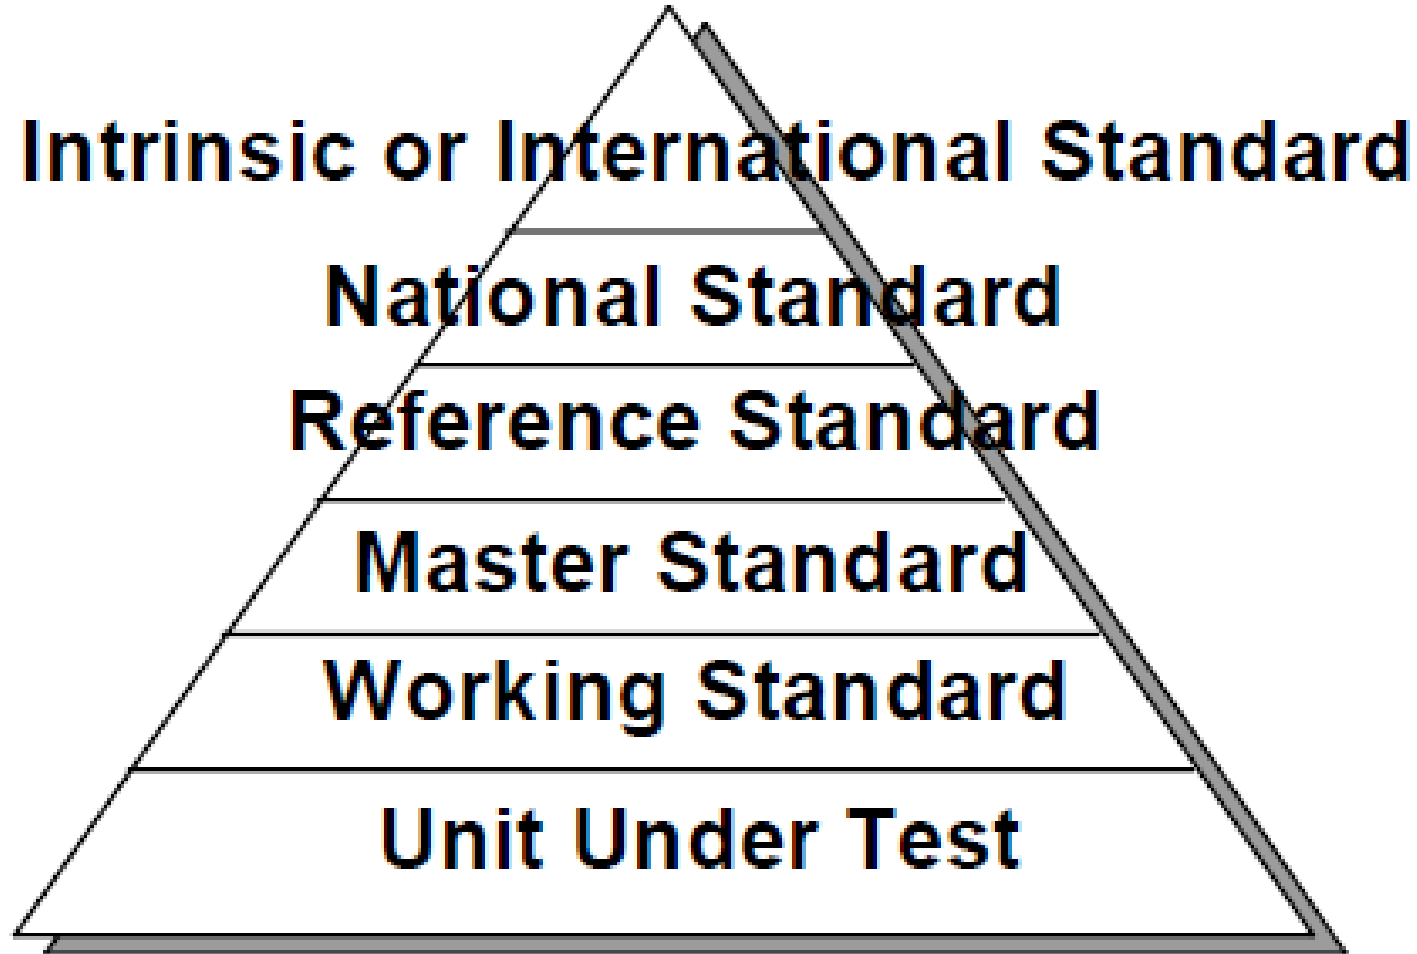 Intrinsic or International Standard
National Standard
Reference Standard
Master Standard
Working Standard
Unit Under Test